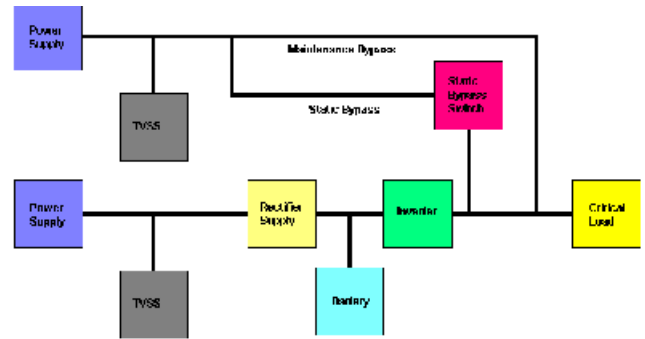 Power
Supply
Maintenance Bypass
Static
Bypass
Switch
Static Bypass
TVSS
Power
Supply
Rectifier
Supply
Inverter
Critical
Load
TVSS
Battery